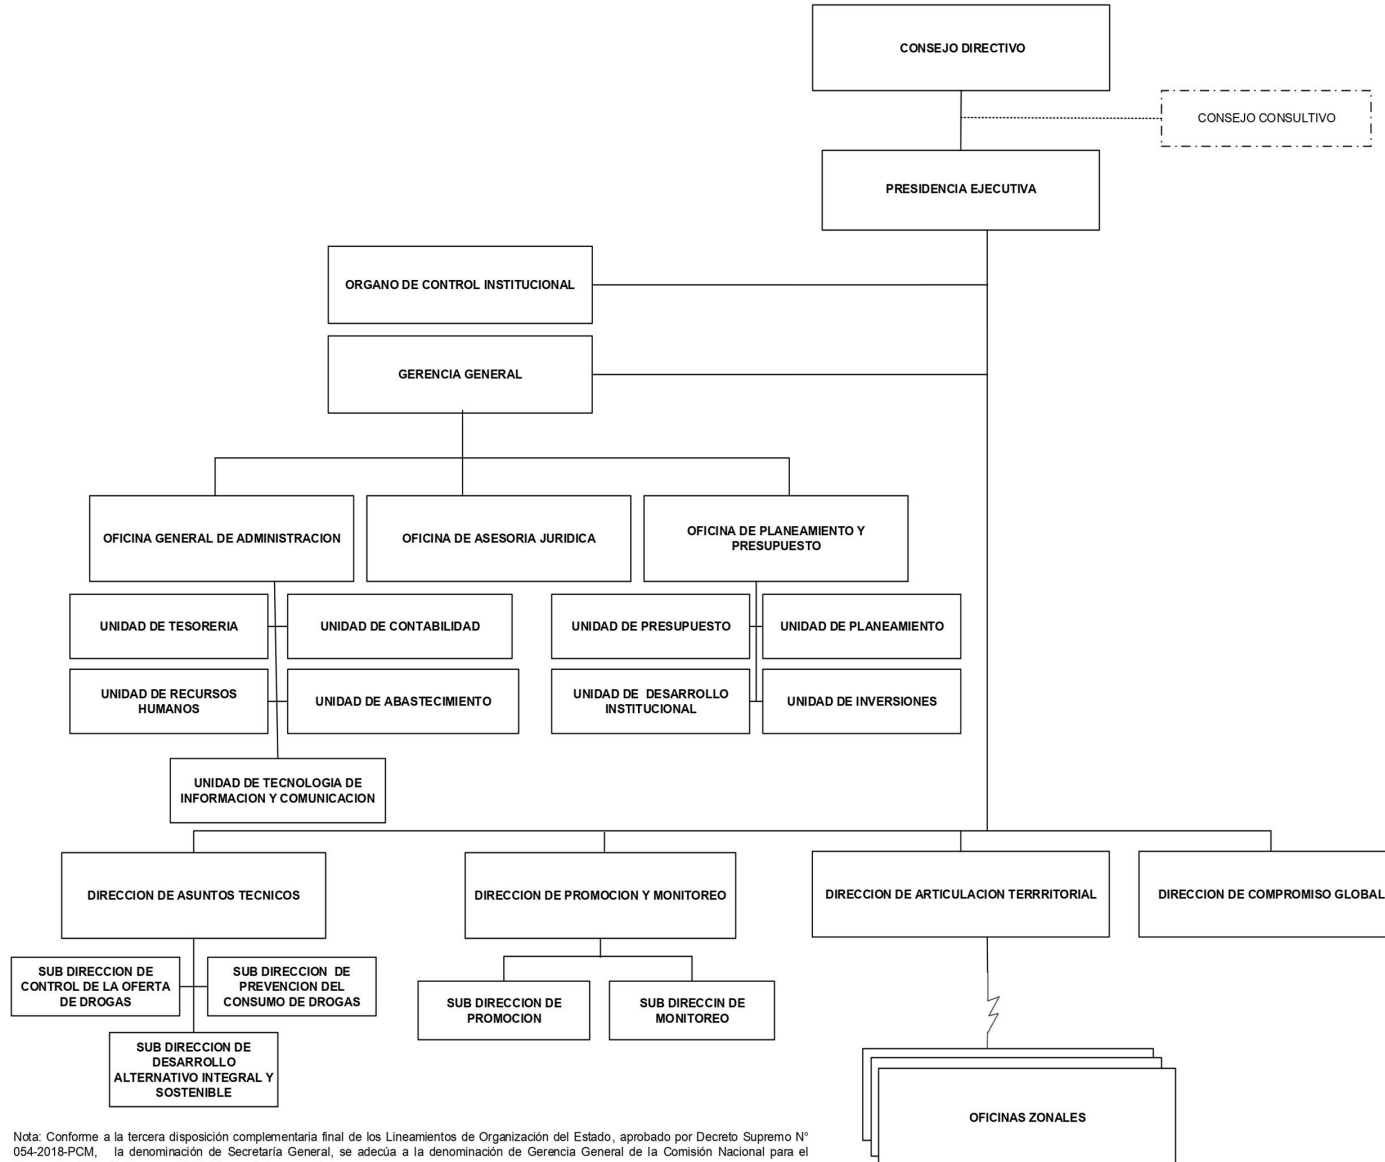 CONSEJO DIRECTIVO
CONSEJO CONSULTIVO
PRESIDENCIA EJECUTIVA
ORGANO DE CONTROL INSTITUCIONAL
GERENCIA GENERAL
OFICINA GENERAL DE ADMINISTRACION
OFICINA DE ASESORIA JURIDICA
OFICINA DE PLANEAMIENTO Y
PRESUPUESTO
UNIDAD DE TESORERIA
UNIDAD DE CONTABILIDAD
UNIDAD DE PRESUPUESTO
UNIDAD DE PLANEAMIENTO
UNIDAD DE RECURSOS
HUMANOS
UNIDAD DE ABASTECIMIENTO
UNIDAD DE DESARROLLO
INSTITUCIONAL
UNIDAD DE INVERSIONES
UNIDAD DE TECNOLOGIA DE
INFORMACION Y COMUNICACION
DIRECCION DE ASUNTOS TECNICOS
DIRECCION DE PROMOCION Y MONITOREO
DIRECCION DE ARTICULACION TERRRITORIAL
DIRECCION DE COMPROMISO GLOBAL
SUB DIRECCION DE
CONTROL DE LA OFERTA
DE DROGAS
SUB DIRECCION DE
PREVENCION DEL
CONSUMO DE DROGAS
SUB DIRECCION DE
PROMOCION
SUB DIRECCIN DE
MONITOREO
SUB DIRECCION DE
DESARROLLO
ALTERNATIVO INTEGRAL Y
SOSTENIBLE
OFICINAS ZONALES
Nota: Conforme a la tercera disposición complementaria final de los Lineamientos de Organización del Estado, aprobado por Decreto Supremo N°
054-2018-PCM, la denominación de Secretaría General, se adecúa a la denominación de Gerencia General de la Comisión Nacional para el